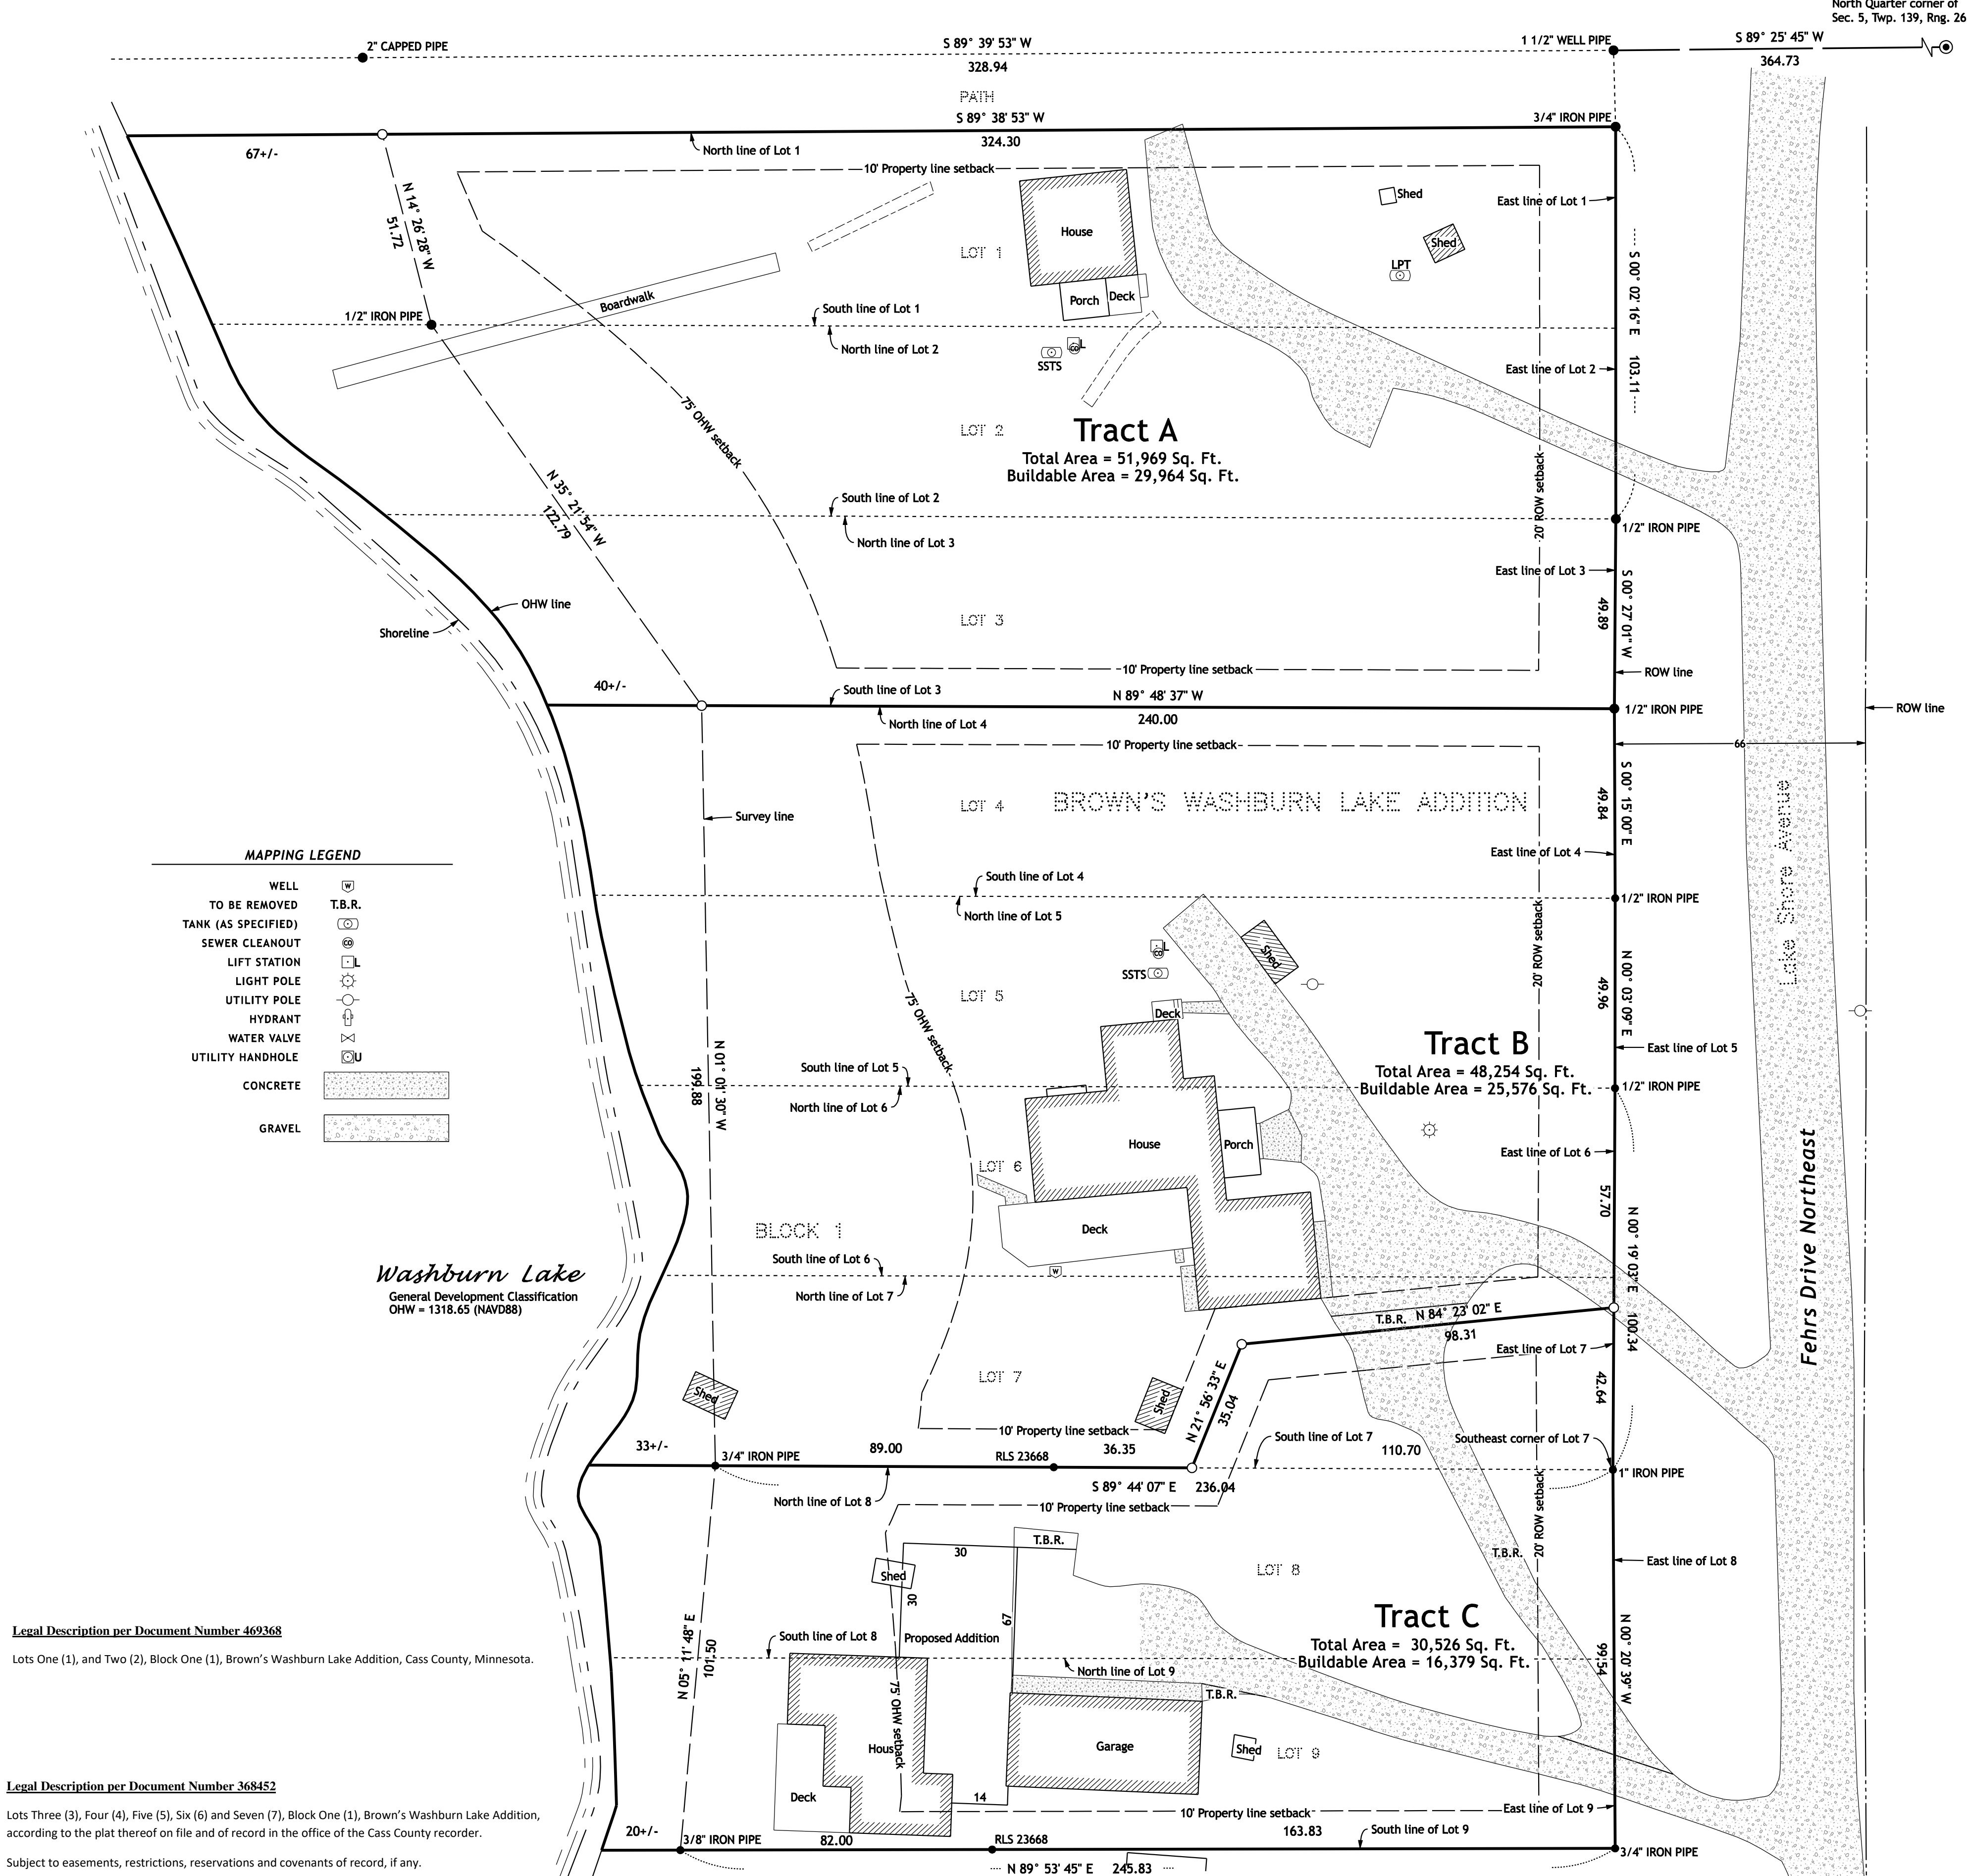 North Quarter corner of
Sec. 5, Twp. 139, Rng. 26
2" CAPPED PIPE
S 89° 39' 53" W
328.94
1 1/2" WELL PIPE
S 89° 25' 45" W
364.73
PATH
S 89° 38' 53" W
324.30
3/4" IRON PIPE
67+/-
North line of Lot 1
10' Property line setback
N 14° 26' 28" W
51.72
Shed
East line of Lot 1
House
Shed
LOT 1
LPT
S 00° 02' 16" E 103.11
Boardwalk
Porch
Deck
1/2" IRON PIPE
South line of Lot 1
North line of Lot 2
L
CO
SSTS
East line of Lot 2
75' OHW setback
LOT 2
Tract A
Total Area = 51,969 Sq. Ft.
Buildable Area = 29,964 Sq. Ft.
N 35° 21' 54" W
122.79
20' ROW setback
South line of Lot 2
North line of Lot 3
1/2" IRON PIPE
East line of Lot 3
S 00° 27' 01" W
49.89
OHW line
Shoreline
LOT 3
10' Property line setback
ROW line
40+/-
South line of Lot 3
N 89° 48' 37" W
240.00
North line of Lot 4
1/2" IRON PIPE
ROW line
10' Property line setback
66
S 00° 15' 00" E
49.84
LOT 4
BROWN'S WASHBURN LAKE ADDITION
Survey line
Lake Shore Avenue
East line of Lot 4
MAPPING LEGEND
WELL W
TO BE REMOVED T.B.R.
TANK (AS SPECIFIED)
SEWER CLEANOUT CO
LIFT STATION L
LIGHT POLE
UTILITY POLE
HYDRANT
WATER VALVE
UTILITY HANDHOLE U
CONCRETE
GRAVEL
South line of Lot 4
North line of Lot 5
1/2" IRON PIPE
20' ROW setback
L
CO
SSTS
Shed
LOT 5
75' OHW setback
N 00° 03' 09" E
49.96
Deck
Tract B
Total Area = 48,254 Sq. Ft.
Buildable Area = 25,576 Sq. Ft.
East line of Lot 5
N 01° 01' 30" W
199.88
South line of Lot 5
North line of Lot 6
1/2" IRON PIPE
House
Porch
East line of Lot 6
LOT 6
57.70
Fehrs Drive Northeast
Deck
BLOCK 1
N 00° 19' 03" E 100.34
South line of Lot 6
W
North line of Lot 7
Washburn Lake
General Development Classification
OHW = 1318.65 (NAVD88)
T.B.R.
N 84° 23' 02" E
98.31
East line of Lot 7
LOT 7
42.64
Shed
Shed
N 21° 56' 33" E
35.04
10' Property line setback
33+/-
3/4" IRON PIPE
89.00
RLS 23668
36.35
South line of Lot 7
110.70
Southeast corner of Lot 7
1" IRON PIPE
S 89° 44' 07" E 236.04
North line of Lot 8
10' Property line setback
20' ROW setback
T.B.R.
30
T.B.R.
East line of Lot 8
Shed
LOT 8
30
67
Tract C
Total Area = 30,526 Sq. Ft.
Buildable Area = 16,379 Sq. Ft.
Legal Description per Document Number 469368
Lots One (1), and Two (2), Block One (1), Brown's Washburn Lake Addition, Cass County, Minnesota.
N 05° 11' 48" E
101.50
South line of Lot 8
Proposed Addition
North line of Lot 9
N 00° 20' 39" W
99.54
T.B.R.
75' OHW setback
House
Garage
Shed
LOT 9
Deck
14
10' Property line setback
East line of Lot 9
Legal Description per Document Number 368452
Lots Three (3), Four (4), Five (5), Six (6) and Seven (7), Block One (1), Brown's Washburn Lake Addition,
according to the plat thereof on file and of record in the office of the Cass County recorder.
Subject to easements, restrictions, reservations and covenants of record, if any.
20+/-
3/8" IRON PIPE
82.00
RLS 23668
163.83
South line of Lot 9
3/4" IRON PIPE
N 89° 53' 45" E 245.83